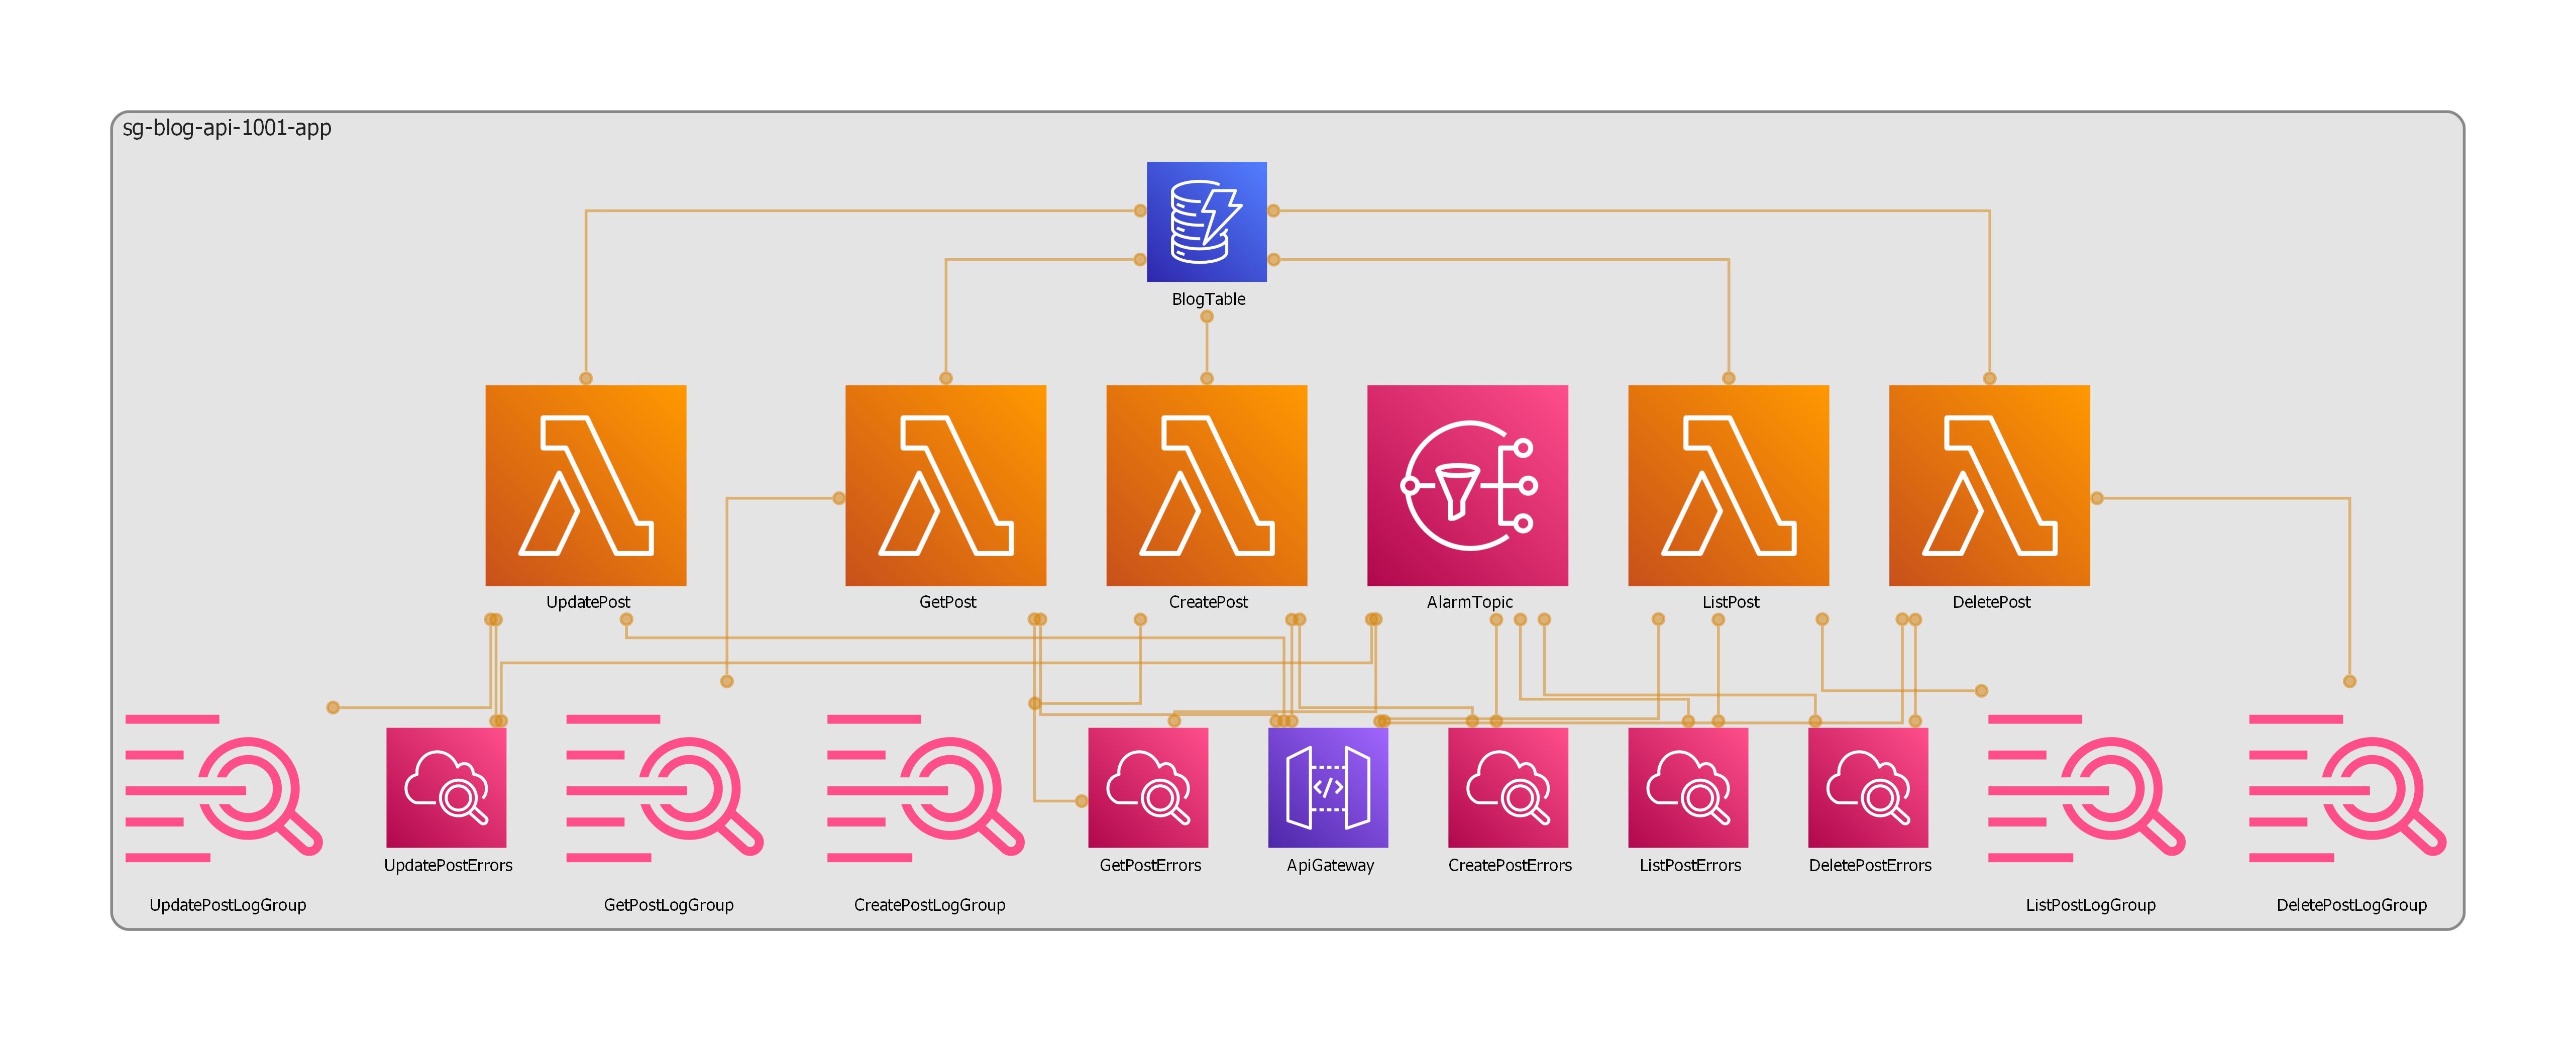 sg-blog-api-1001-app
BlogTable
UpdatePost
GetPost
CreatePost
AlarmTopic
ListPost
DeletePost
UpdatePostErrors
GetPostErrors
ApiGateway
CreatePostErrors
ListPostErrors
DeletePostErrors
UpdatePostLogGroup
GetPostLogGroup
CreatePostLogGroup
ListPostLogGroup
DeletePostLogGroup